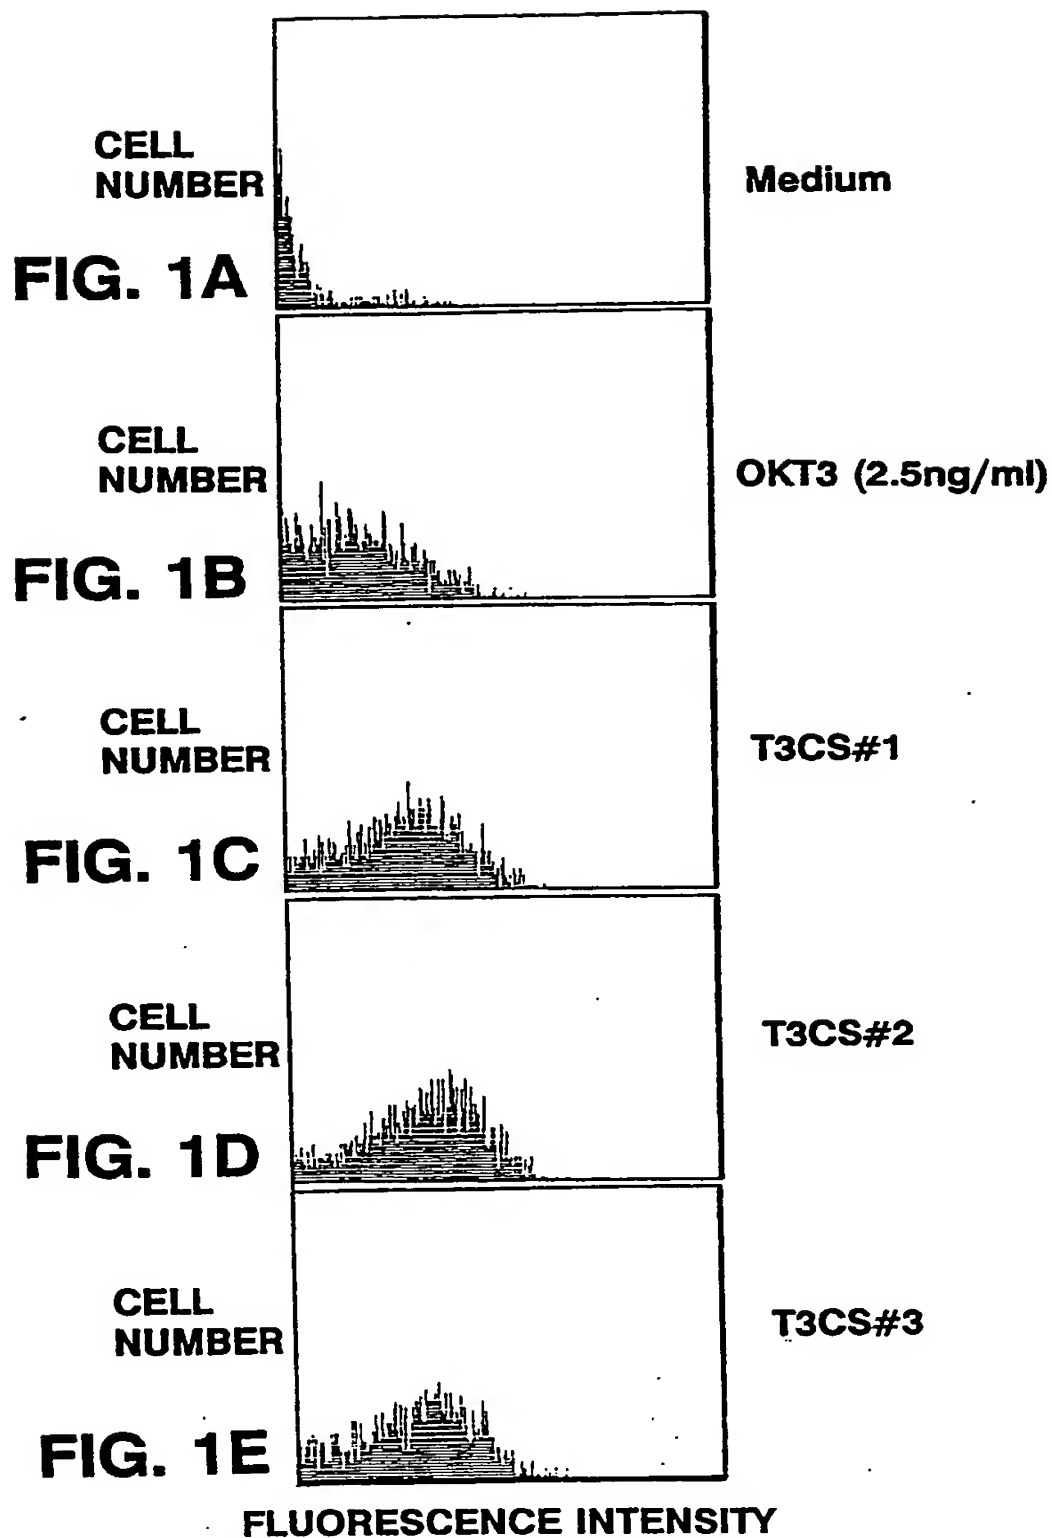 CELL
NUMBER
Medium
FIG. 1A
CELL
NUMBER
OKT3 (2.5ng/ml)
FIG. 1B
CELL
NUMBER
T3CS#1
FIG. 1C
CELL
NUMBER
T3CS#2
FIG. 1D
CELL
NUMBER
T3CS#3
FIG. 1E
FLUORESCENCE INTENSITY